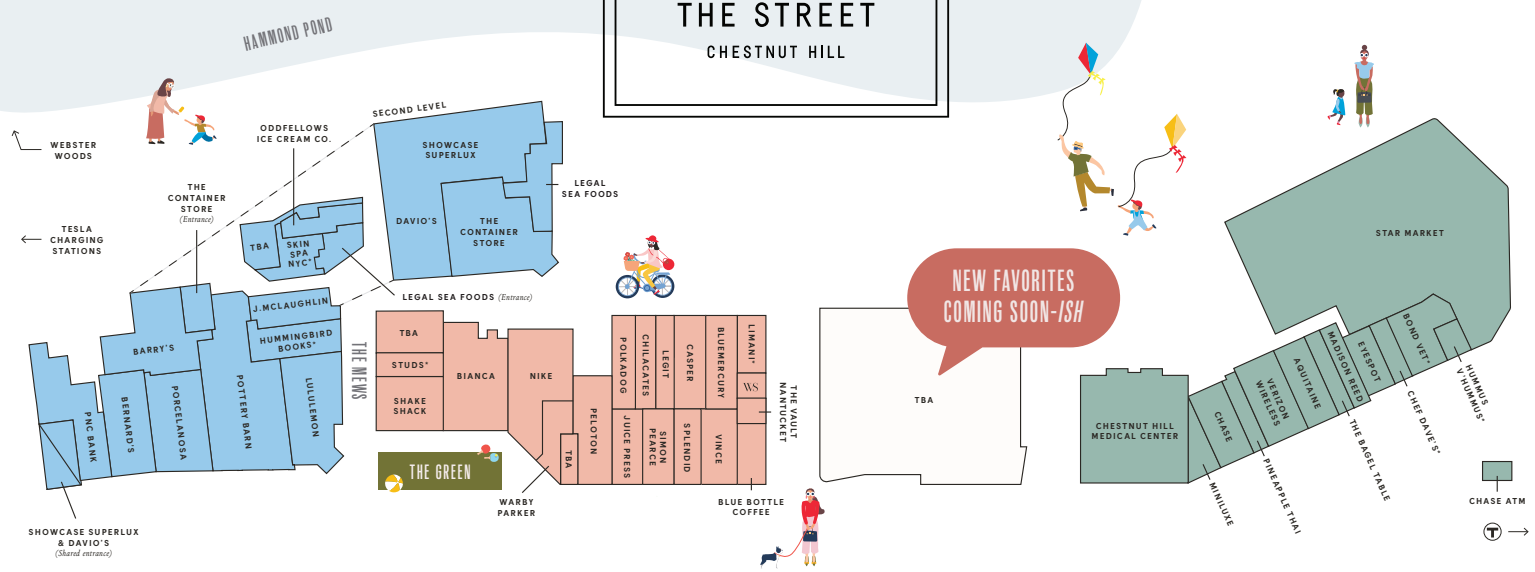 THE STREET
CHESTNUT HILL
HAMMOND POND
WEBSTER
WOODS
TESLA
CHARGING
STATIONS
THE
CONTAINER
STORE
(Entrance)
ODDFELLOWS
ICE CREAM CO.
SECOND LEVEL
SHOWCASE
SUPERLUX
DAVIO'S
THE
CONTAINER
STORE
LEGAL
SEA FOODS
TBA
SKIN
SPA
NYC*
LEGAL SEA FOODS (Entrance)
J.MCLAUGHLIN
HUMMINGBIRD
BOOKS*
BARRY'S
PNC BANK
BERNARD'S
PORCELANOSA
POTTERY BARN
LULULEMON
SHOWCASE SUPERLUX
& DAVIO'S
(Shared entrance)
THE MEWS
TBA
STUDS*
SHAKE
SHACK
BIANCA
NIKE
THE GREEN
WARBY
PARKER
TBA
PELOTON
POLKADOG
CHILACATES
LEGIT
CASPER
BLUEMERCURY
LIMANI*
WS
JUICE PRESS
SIMON
PEARCE
SPLENDID
VINCE
THE VAULT
NANTUCKET
BLUE BOTTLE
COFFEE
NEW FAVORITES
COMING SOON-ISH
TBA
STAR MARKET
CHESTNUT HILL
MEDICAL CENTER
MINILUXE
CHASE
PINEAPPLE THAI
VERIZON
WIRELESS
AQUITAINE
MADISON REED
THE BAGEL TABLE
EYESPOT
CHEF DAVE'S*
BOND VET*
HUMMUS
V'HUMMUS*
CHASE ATM
T